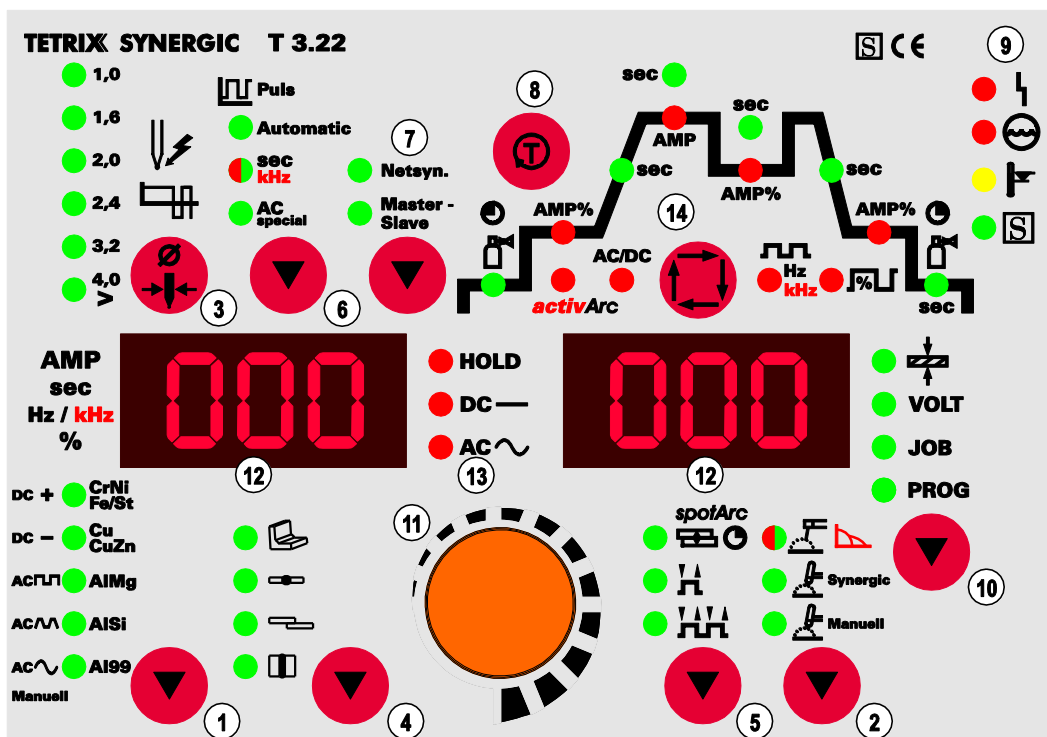 TETRIX SYNERGIC T 3.22
S CE
9
1,0
1,6
2,0
2,4
3,2
4,0
>
Puls
Automatic
sec
kHz
AC
special
7
Netsyn.
Master -
Slave
8
T
sec
AMP
sec
AMP%
sec
AMP%
sec
AMP%
14
S
Ø
3
6
AC/DC
activArc
Hz
kHz
%
sec
AMP
sec
Hz / kHz
%
000
12
HOLD
DC
AC
13
000
12
VOLT
JOB
PROG
10
DC + CrNi
Fe/St
DC – Cu
CuZn
AC AlMg
AC AlSi
AC Al99
Manuell
1
4
11
spotArc
Synergic
Manuell
5
2